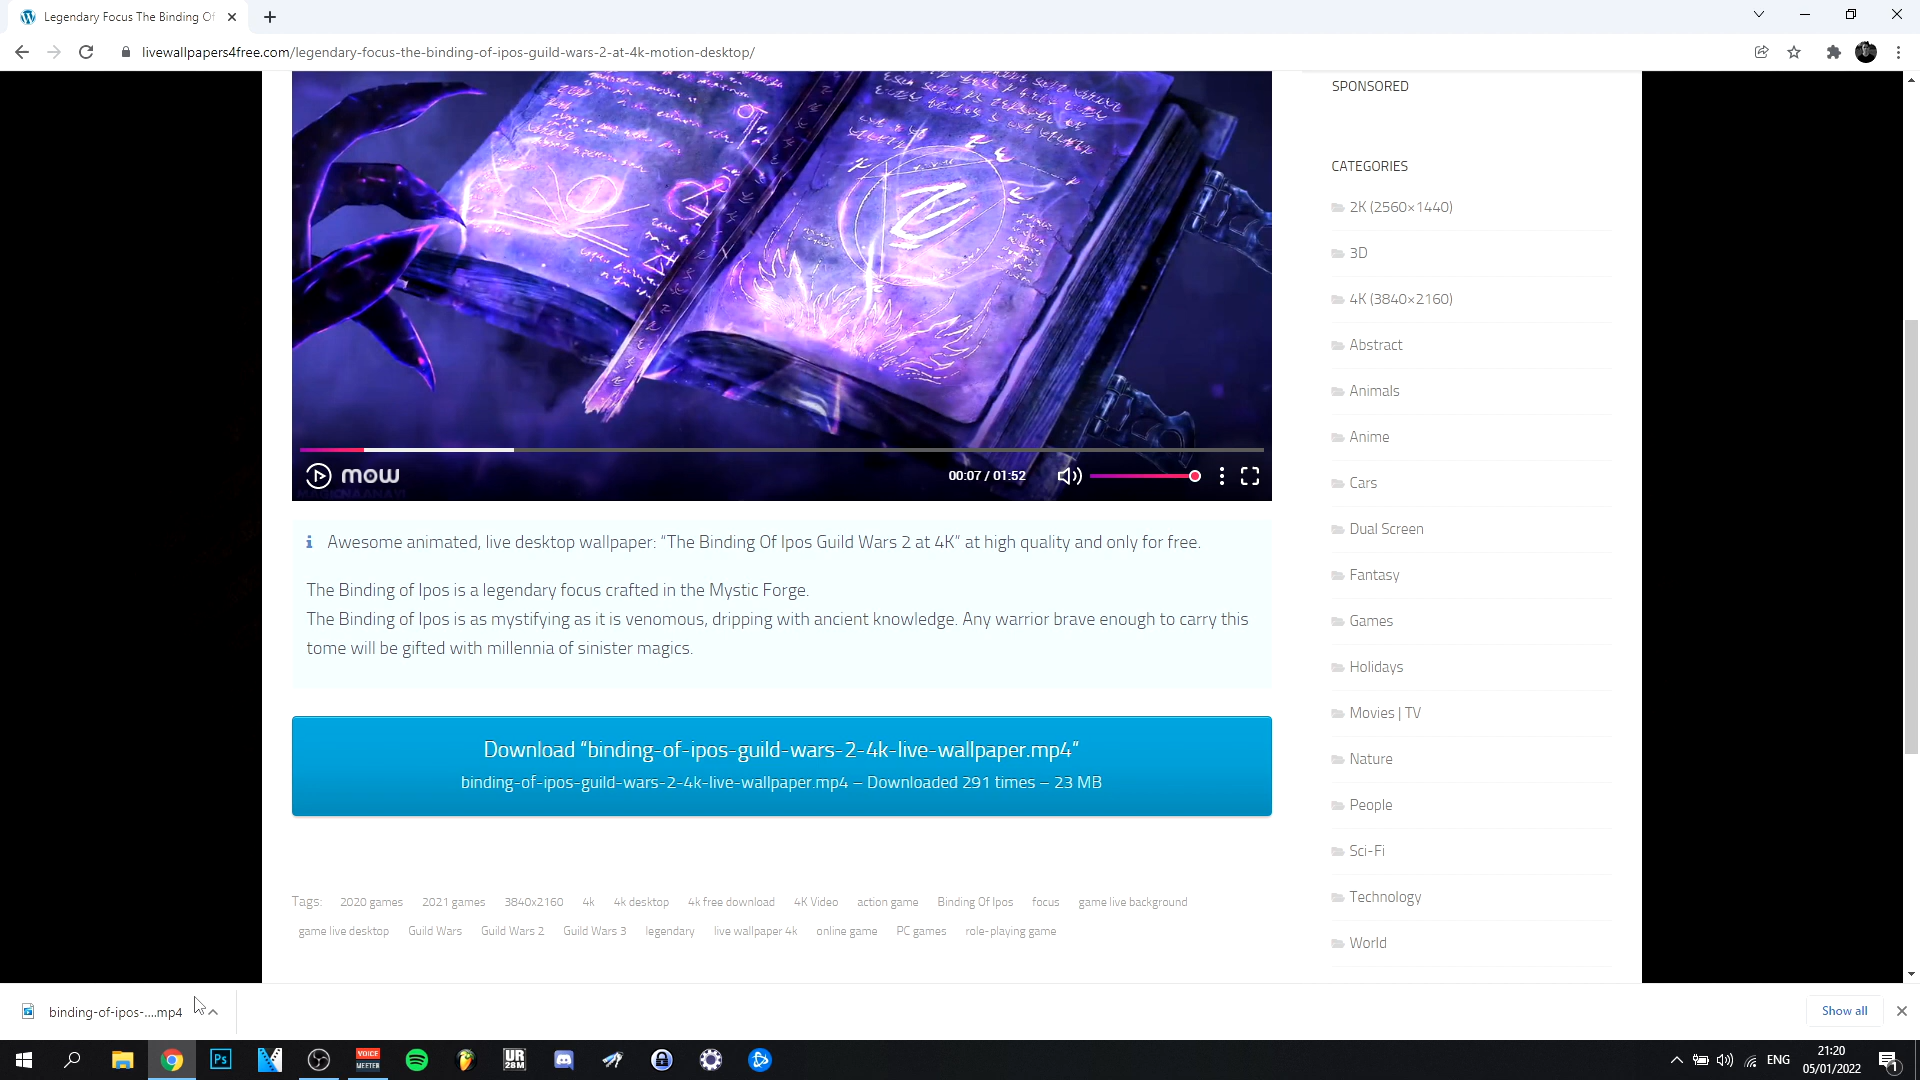 Legendary Focus The Binding Of
livewallpapers4free.com/legendary-focus-the-binding-of-ipos-guild-wars-2-at-4k-motion-desktop/
mow
00:07 / 01:52
Awesome animated, live desktop wallpaper: “The Binding Of Ipos Guild Wars 2 at 4K” at high quality and only for free.
The Binding of Ipos is a legendary focus crafted in the Mystic Forge.
The Binding of Ipos is as mystifying as it is venomous, dripping with ancient knowledge. Any warrior brave enough to carry this
tome will be gifted with millennia of sinister magics.
Download “binding-of-ipos-guild-wars-2-4k-live-wallpaper.mp4”
binding-of-ipos-guild-wars-2-4k-live-wallpaper.mp4 – Downloaded 291 times – 23 MB
Tags: 2020 games 2021 games 3840x2160 4k 4k desktop 4k free download 4K Video action game Binding Of Ipos focus game live background
game live desktop Guild Wars Guild Wars 2 Guild Wars 3 legendary live wallpaper 4k online game PC games role-playing game
SPONSORED
CATEGORIES
2K (2560×1440)
3D
4K (3840×2160)
Abstract
Animals
Anime
Cars
Dual Screen
Fantasy
Games
Holidays
Movies | TV
Nature
People
Sci-Fi
Technology
World
binding-of-ipos-....mp4
Show all
Ps
VOICE
MEETER
UR
28M
ENG
21:20
05/01/2022
1